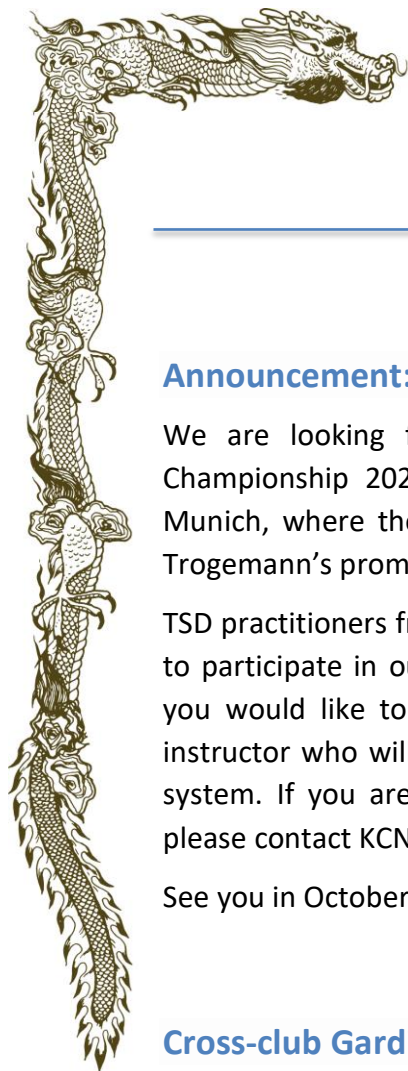 Announcement:
We are looking
Championship 202
Munich, where the
Trogemann's prom
TSD practitioners fr
to participate in ou
you would like to
instructor who wil
system. If you are
please contact KCN
See you in October
Cross-club Gard